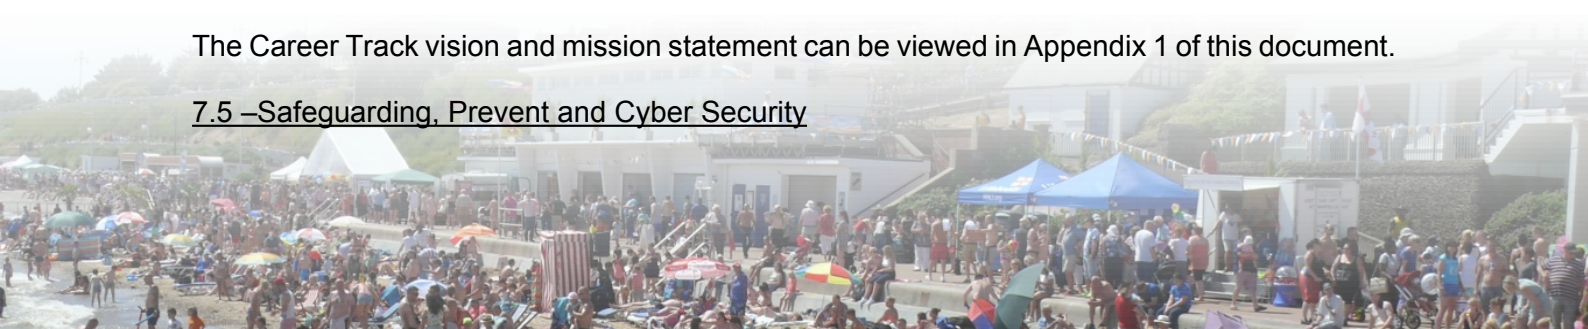 The Career Track vision and mission statement can be viewed in Appendix 1 of this document.
7.5 –Safeguarding, Prevent and Cyber Security